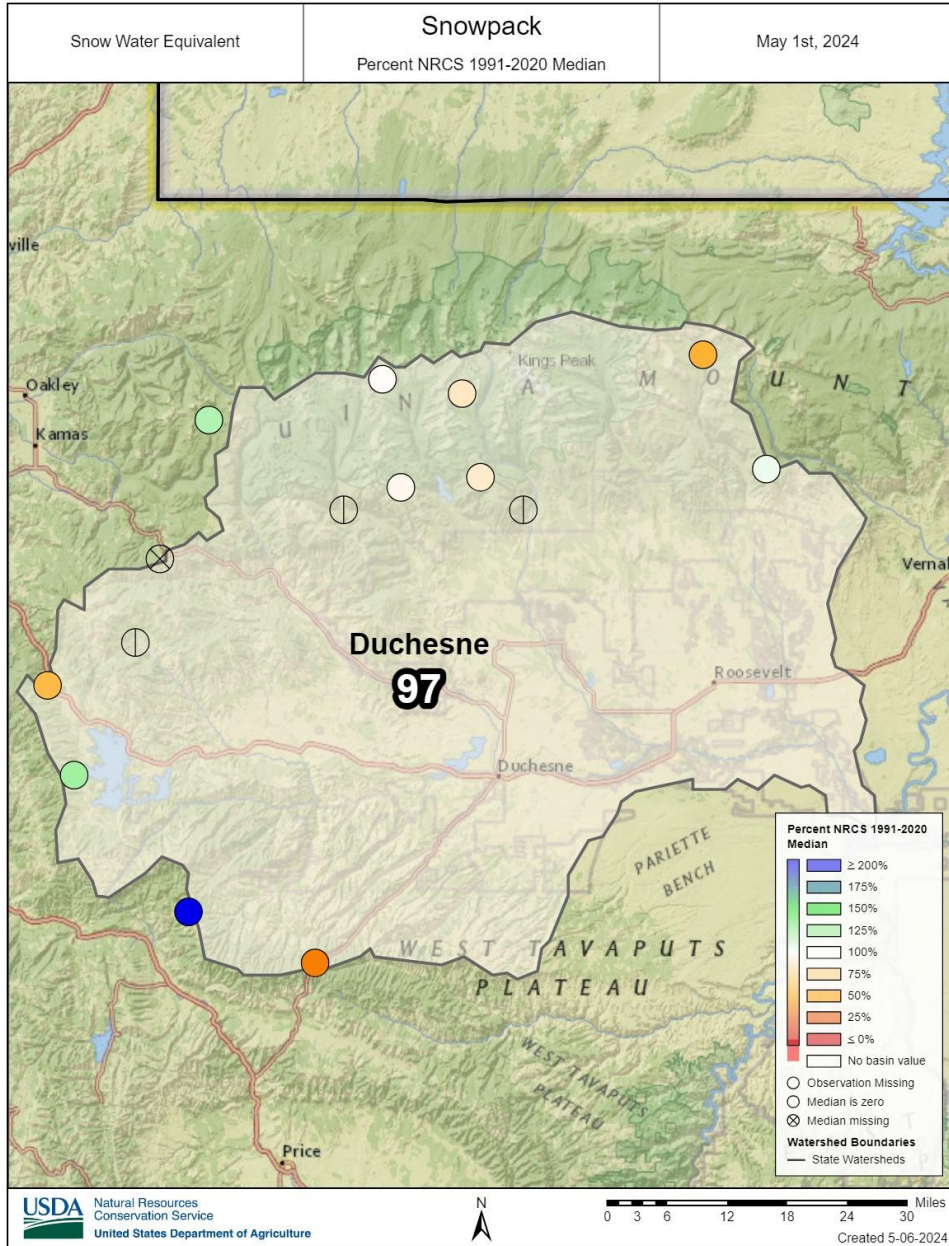 Snow Water Equivalent
Snowpack
Percent NRCS 1991-2020 Median
May 1st, 2024
ville
Oakley
Kamas
Kings Peak
U I N T A M O U N T
Vernal
Duchesne
97
Roosevelt
Duchesne
PARIETTE
BENCH
WEST TAVAPUTS
PLATEAU
WEST TAVAPUTS
PLATEAU
Price
Percent NRCS 1991-2020
Median
≥ 200%
175%
150%
125%
100%
75%
50%
25%
≤ 0%
No basin value
Observation Missing
Median is zero
Median missing
Watershed Boundaries
State Watersheds
USDA
Natural Resources
Conservation Service
United States Department of Agriculture
N
Miles
0 3 6 12 18 24 30
Created 5-06-2024